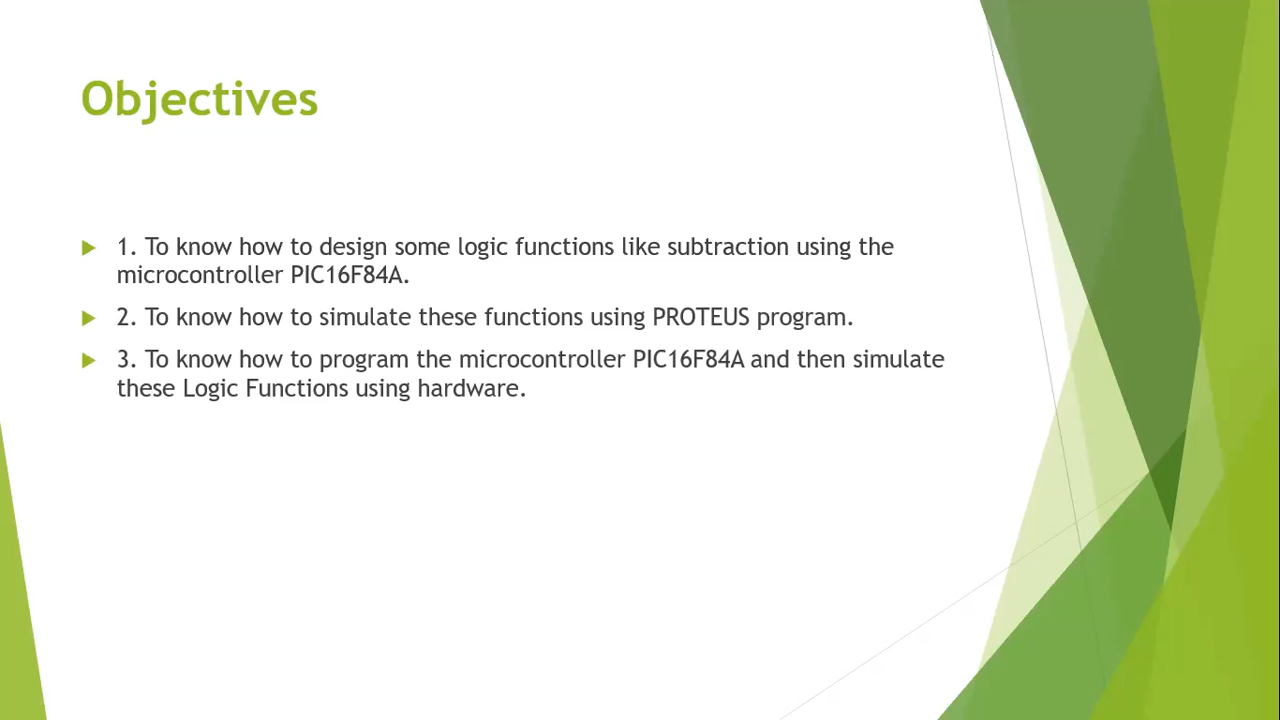 Objectives
1. To know how to design some logic functions like subtraction using the
microcontroller PIC16F84A.
2. To know how to simulate these functions using PROTEUS program.
3. To know how to program the microcontroller PIC16F84A and then simulate
these Logic Functions using hardware.